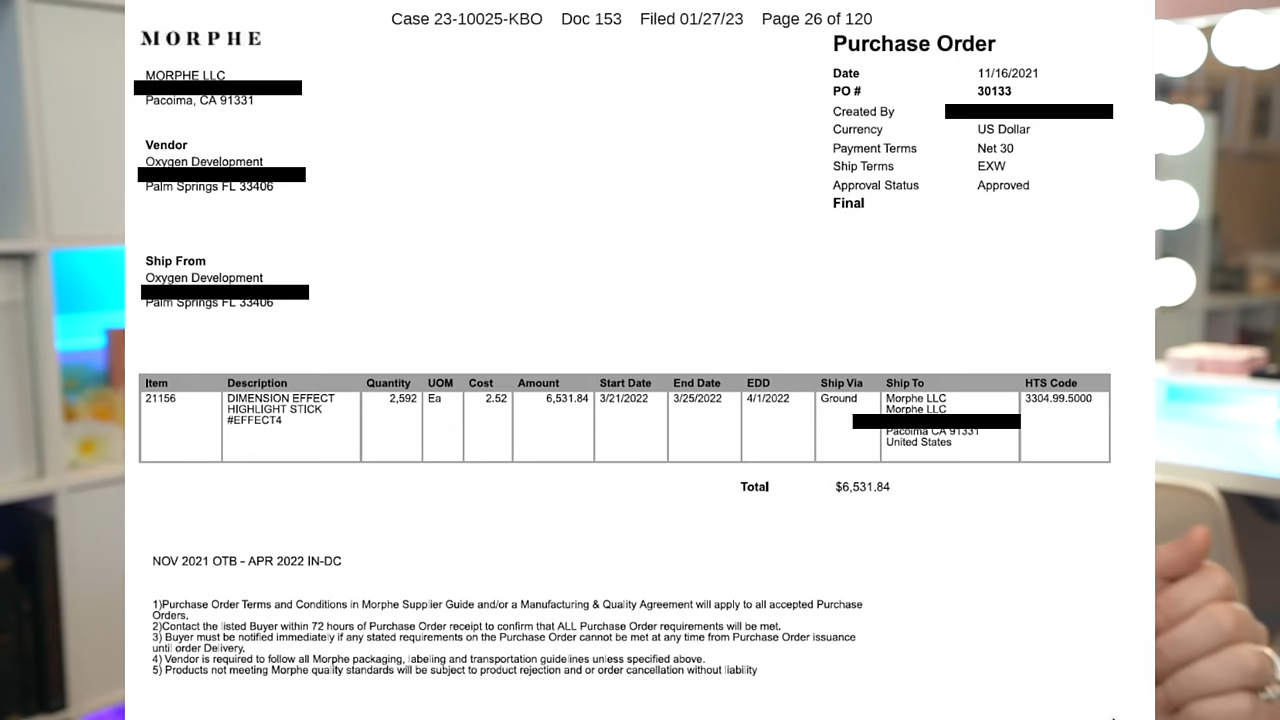 Case 23-10025-KBO Doc 153 Filed 01/27/23 Page 26 of 120
MORPHE
Purchase Order
MORPHE LLC
Pacoima, CA 91331
Date 11/16/2021
PO # 30133
Created By
Currency US Dollar
Payment Terms Net 30
Ship Terms EXW
Approval Status Approved
Final
Vendor
Oxygen Development
Palm Springs FL 33406
Ship From
Oxygen Development
Palm Springs FL 33406
Item Description Quantity UOM Cost Amount Start Date End Date EDD Ship Via Ship To HTS Code
21156 DIMENSION EFFECT 2,592 Ea 2.52 6,531.84 3/21/2022 3/25/2022 4/1/2022 Ground Morphe LLC 3304.99.5000
HIGHLIGHT STICK Morphe LLC
#EFFECT4
Pacoima CA 91331
United States
Total $6,531.84
NOV 2021 OTB - APR 2022 IN-DC
1)Purchase Order Terms and Conditions in Morphe Supplier Guide and/or a Manufacturing & Quality Agreement will apply to all accepted Purchase
Orders.
2)Contact the listed Buyer within 72 hours of Purchase Order receipt to confirm that ALL Purchase Order requirements will be met.
3) Buyer must be notified immediately if any stated requirements on the Purchase Order cannot be met at any time from Purchase Order issuance
until order Delivery.
4) Vendor is required to follow all Morphe packaging, labeling and transportation guidelines unless specified above.
5) Products not meeting Morphe quality standards will be subject to product rejection and or order cancellation without liability